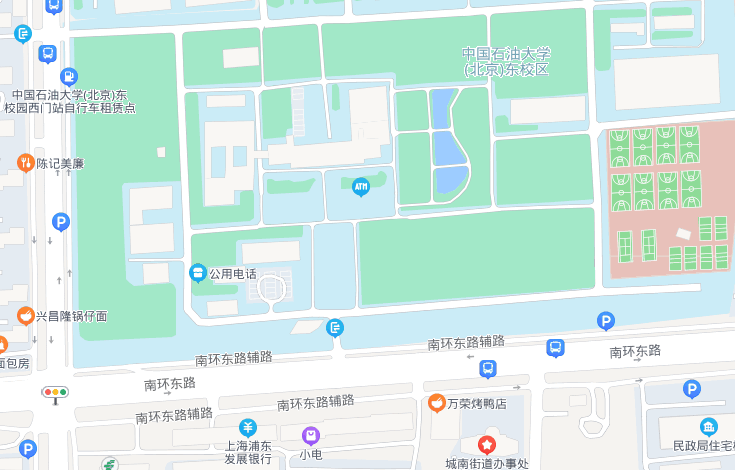 中国石油大学
(北京)东校区
中国石油大学(北京)东
校园西门站自行车租赁点
陈记美廉
ATM
公用电话
兴昌隆锅仔面
面包房
南环东路辅路
南环东路辅路
南环东路
南环东路
南环东路辅路
南环东路辅路
万荣烤鸭店
上海浦东
发展银行
小电
城南街道办事处
民政局住宅
P
P
P
P